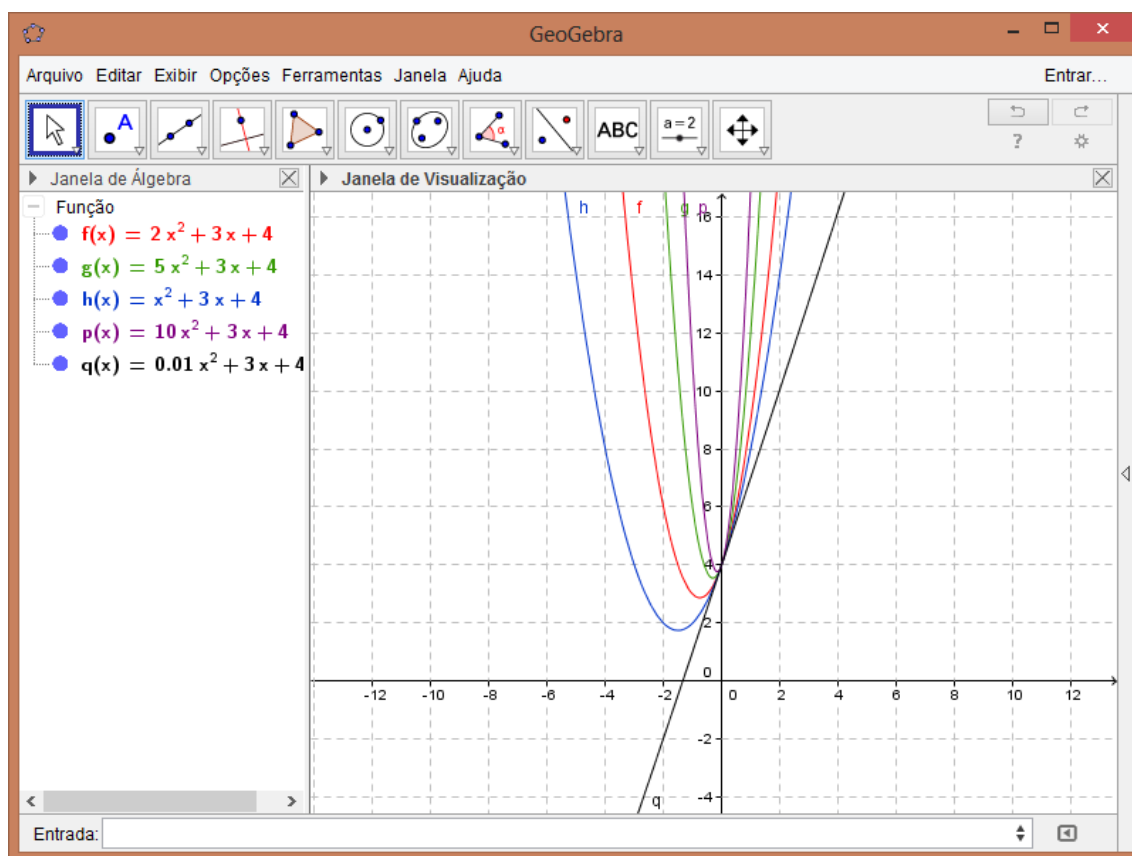 GeoGebra
Arquivo Editar Exibir Opções Ferramentas Janela Ajuda Entrar...
A α ABC a=2 ?
Janela de Álgebra
Janela de Visualização
Função
f(x) = 2 x² + 3 x + 4
g(x) = 5 x² + 3 x + 4
h(x) = x² + 3 x + 4
p(x) = 10 x² + 3 x + 4
q(x) = 0.01 x² + 3 x + 4
h f g p
16
14
12
10
8
6
4
2
0
-12 -10 -8 -6 -4 -2 0 2 4 6 8 10 12
-2
q -4
Entrada: